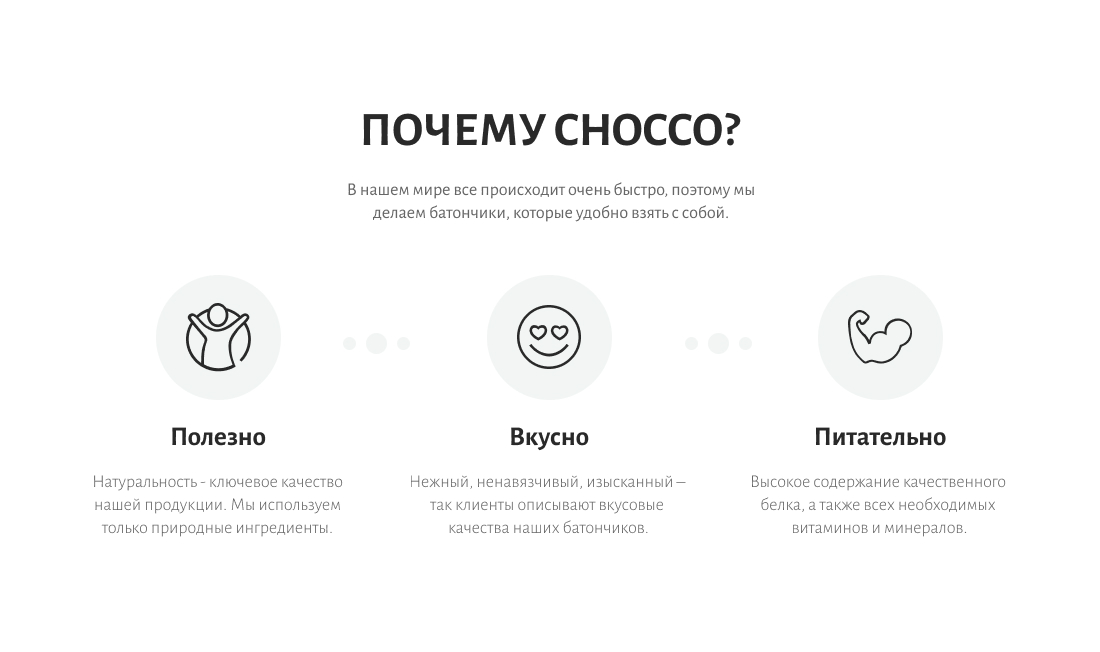 ПОЧЕМУ CHOCCO?
В нашем мире все происходит очень быстро, поэтому мы
делаем батончики, которые удобно взять с собой.
Полезно
Натуральность - ключевое качество
нашей продукции. Мы используем
только природные ингредиенты.
Вкусно
Нежный, ненавязчивый, изысканный –
так клиенты описывают вкусовые
качества наших батончиков.
Питательно
Высокое содержание качественного
белка, а также всех необходимых
витаминов и минералов.